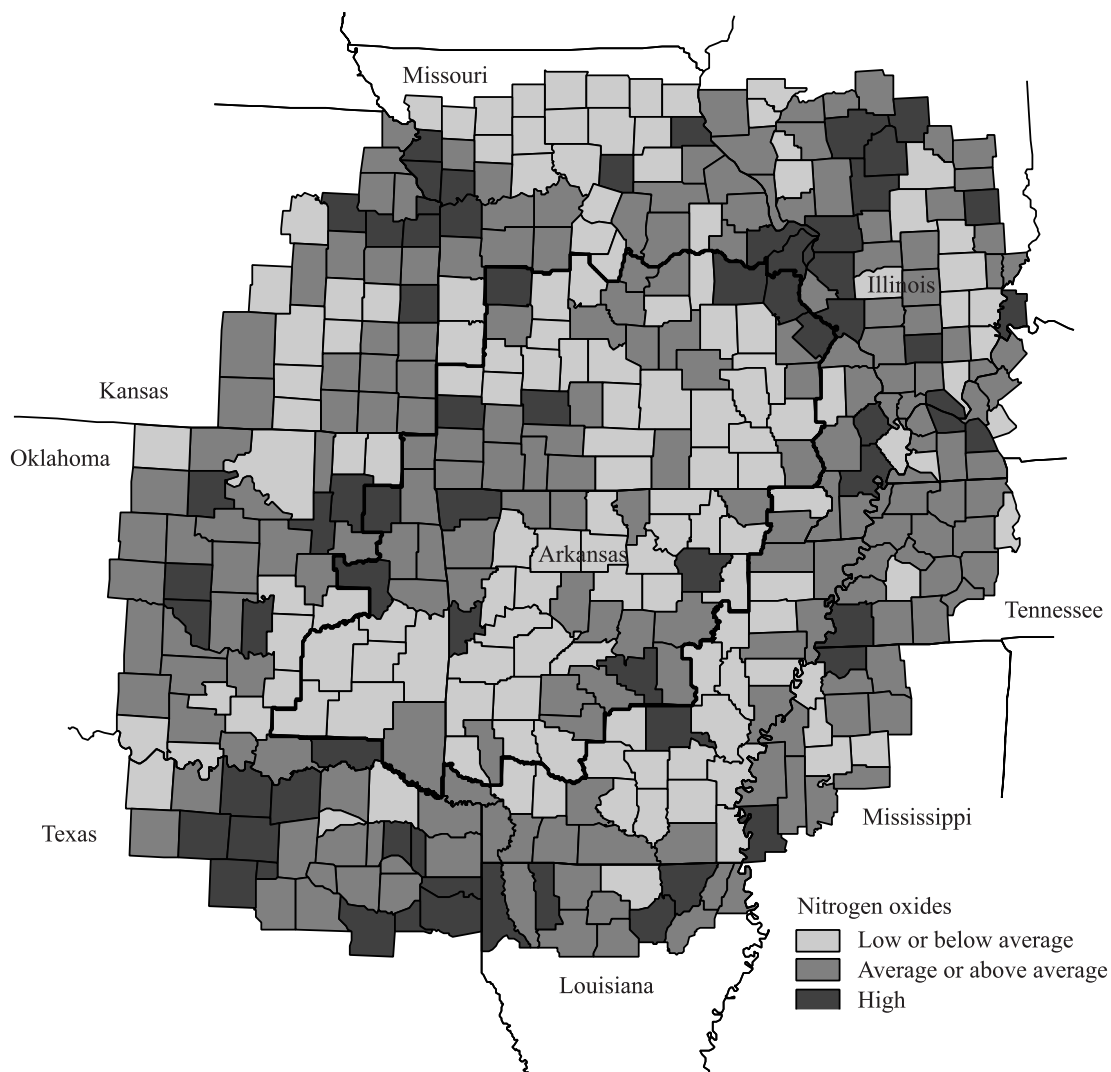 Missouri
Illinois
Kansas
Oklahoma
Arkansas
Tennessee
Texas
Mississippi
Nitrogen oxides
Low or below average
Average or above average
High
Louisiana